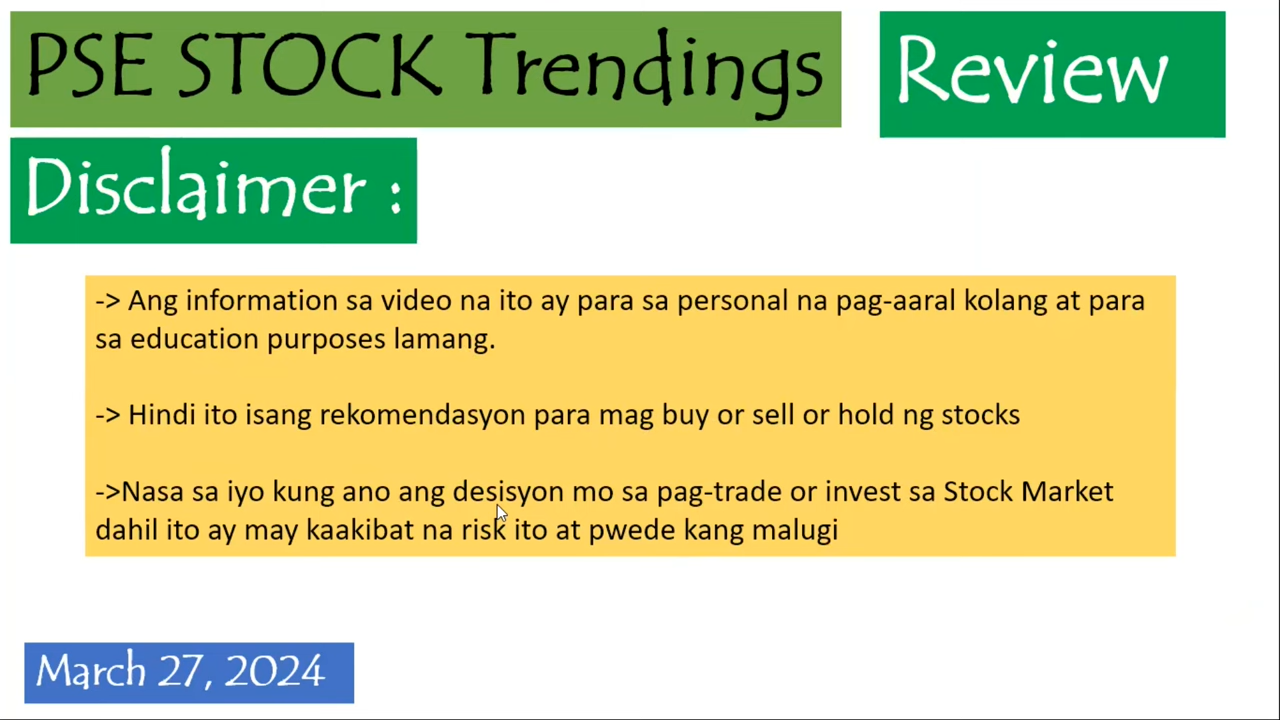 PSE STOCK Trendings Review
Disclaimer :
-> Ang information sa video na ito ay para sa personal na pag-aaral kolang at para
sa education purposes lamang.
-> Hindi ito isang rekomendasyon para mag buy or sell or hold ng stocks
->Nasa sa iyo kung ano ang desisyon mo sa pag-trade or invest sa Stock Market
dahil ito ay may kaakibat na risk ito at pwede kang malugi
March 27, 2024